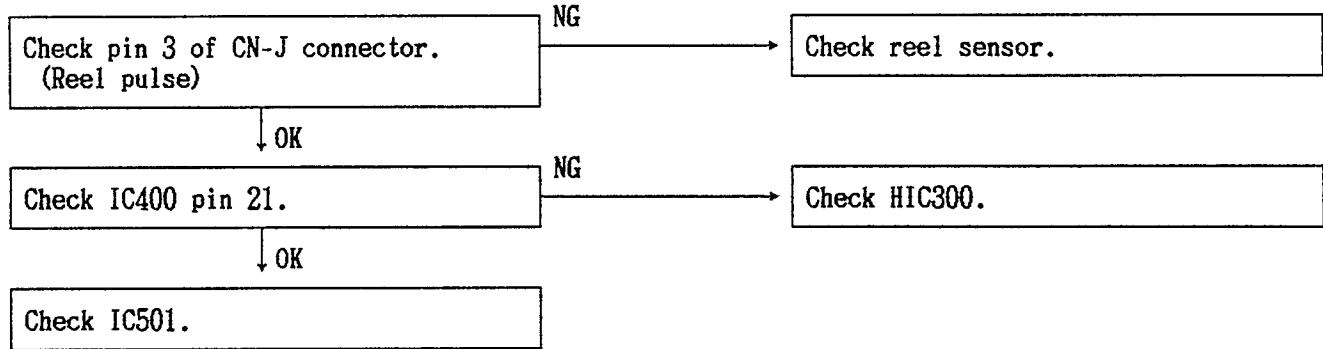 NG
Check pin 3 of CN-J connector.
(Reel pulse)
Check reel sensor.
OK
NG
Check IC400 pin 21.
Check HIC300.
OK
Check IC501.